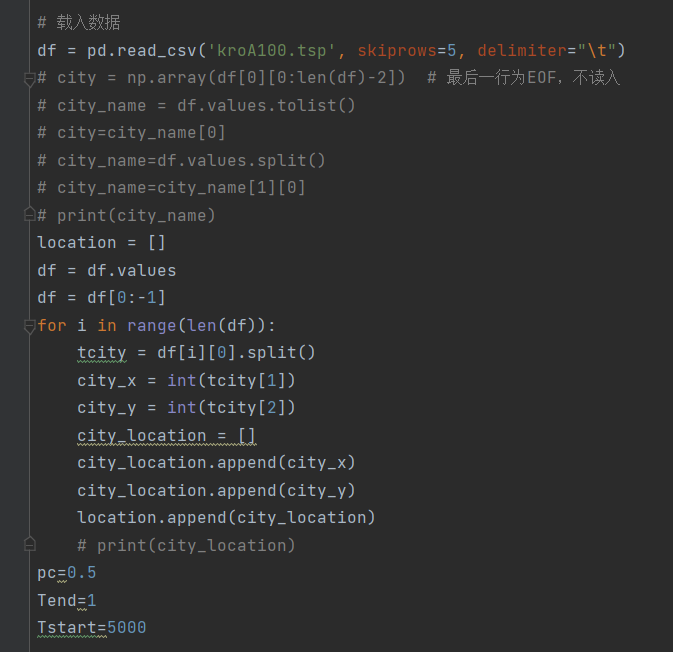 # 载入数据
df = pd.read_csv('kroA100.tsp', skiprows=5, delimiter="\t")
# city = np.array(df[0][0:len(df)-2])  # 最后一行为EOF，不读入
# city_name = df.values.tolist()
# city=city_name[0]
# city_name=df.values.split()
# city_name=city_name[1][0]
# print(city_name)
location = []
df = df.values
df = df[0:-1]
for i in range(len(df)):
    tcity = df[i][0].split()
    city_x = int(tcity[1])
    city_y = int(tcity[2])
    city_location = []
    city_location.append(city_x)
    city_location.append(city_y)
    location.append(city_location)
    # print(city_location)
pc=0.5
Tend=1
Tstart=5000